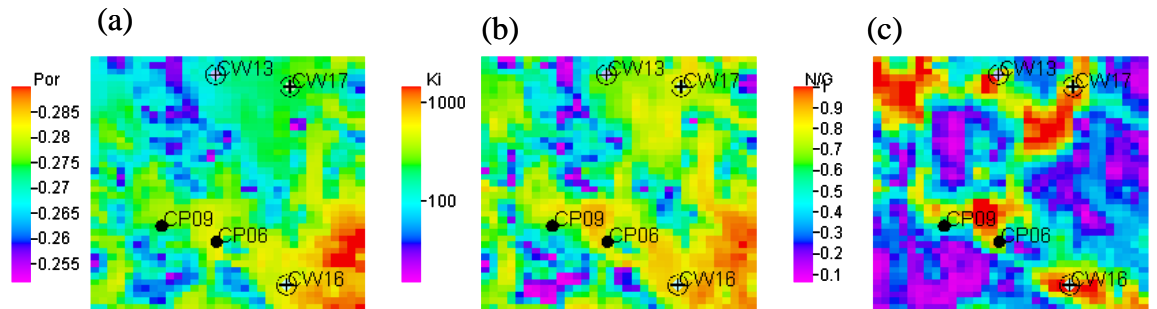 (a)
(b)
(c)
Por
0.285
0.28
0.275
0.27
0.265
0.26
0.255
CW13
CW17
CP09
CP06
CW16
Ki
1000
100
CW13
CW17
CP09
CP06
CW16
N/G
1
0.9
0.8
0.7
0.6
0.5
0.4
0.3
0.2
0.1
CW13
CW17
CP09
CP06
CW16